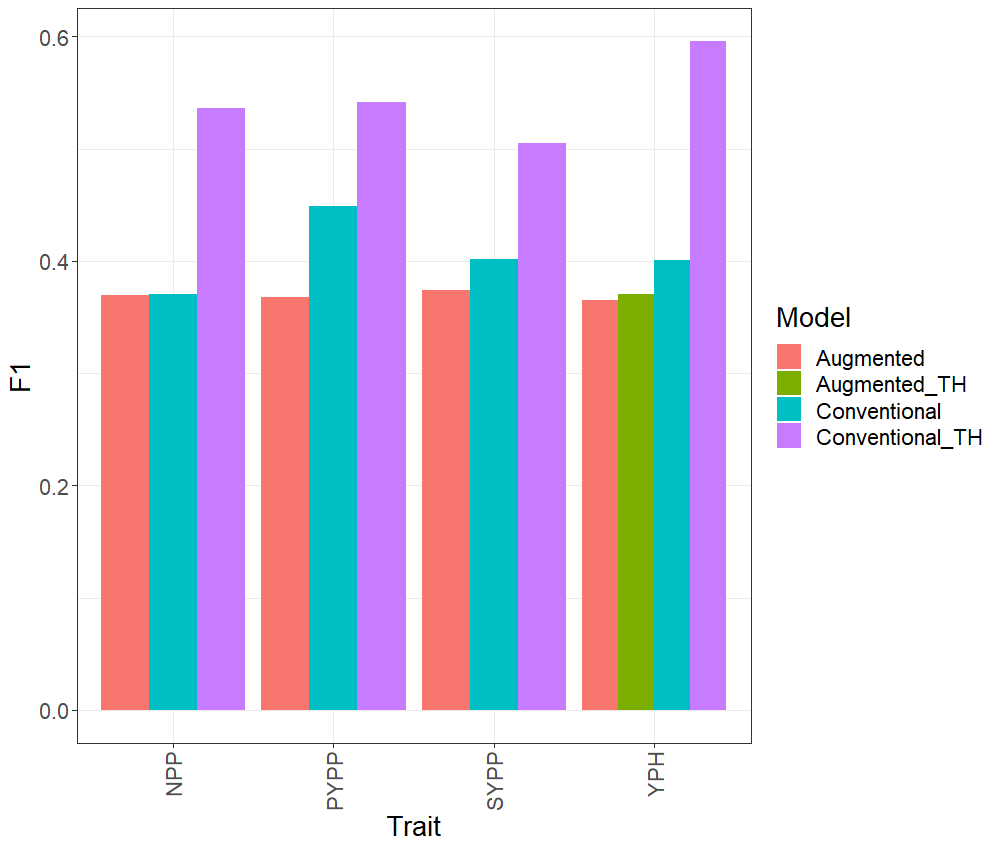 F1
0.6
0.4
0.2
0.0
NPP
PYPP
SYPP
YPH
Trait
Model
Augmented
Augmented_TH
Conventional
Conventional_TH